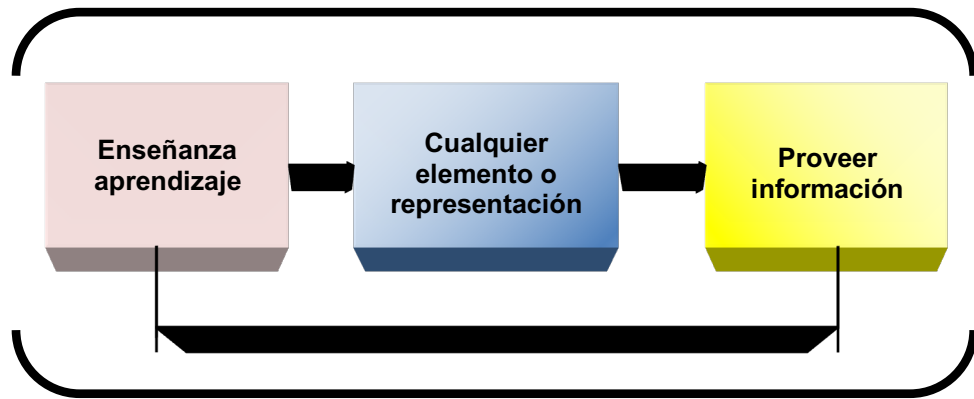 Enseñanza
aprendizaje
Cualquier
elemento o
representación
Proveer
información